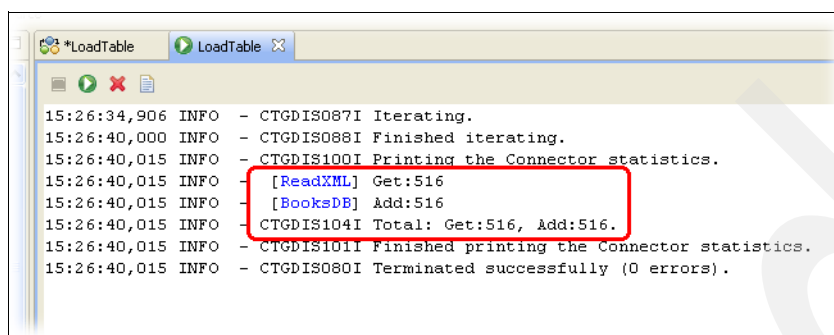 *LoadTable LoadTable
15:26:34,906 INFO - CTGDIS087I Iterating.
15:26:40,000 INFO - CTGDIS088I Finished iterating.
15:26:40,015 INFO - CTGDIS100I Printing the Connector statistics.
15:26:40,015 INFO - [ReadXML] Get:516
15:26:40,015 INFO - [BooksDB] Add:516
15:26:40,015 INFO - CTGDIS104I Total: Get:516, Add:516.
15:26:40,015 INFO - CTGDIS101I Finished printing the Connector statistics.
15:26:40,015 INFO - CTGDIS080I Terminated successfully (0 errors).